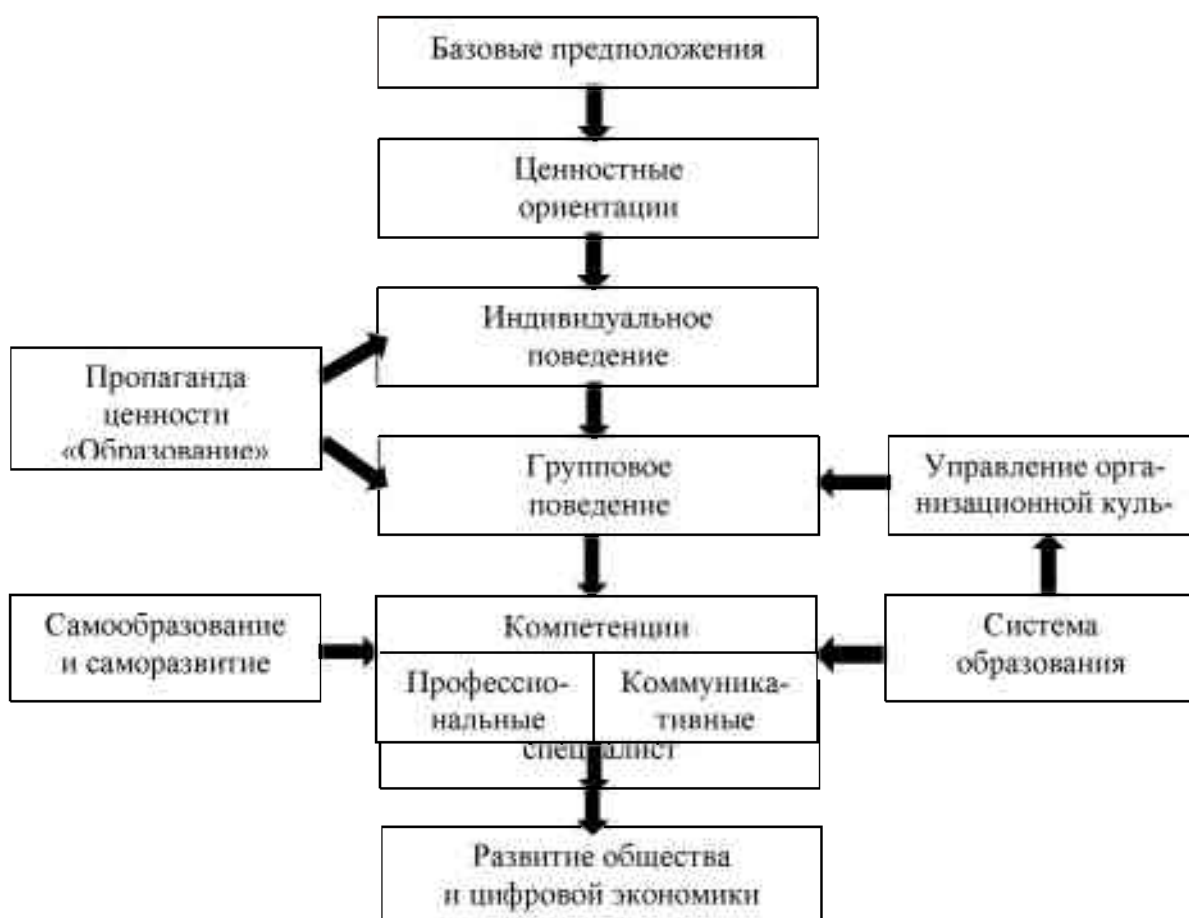 Базовые предположения
Ценностные
ориентации
Индивидуальное
поведение
Пропаганда
ценности
«Образование»
Групповое
поведение
Управление орга-
низационной куль-
Самообразование
и саморазвитие
Компетенции
Система
образования
Профессио-
нальные
Коммуника-
тивные
специалист
Развитие общества
и цифровой экономики